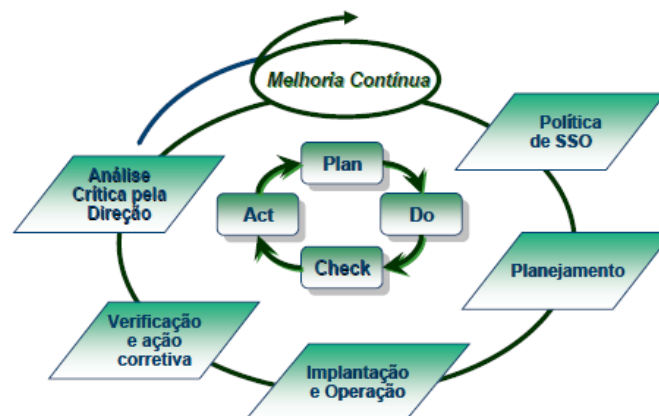 Melhoria Contínua
Política
de SSO
Planejamento
Implantação
e Operação
Verificação
e ação
corretiva
Análise
Crítica pela
Direção
Plan
Do
Check
Act